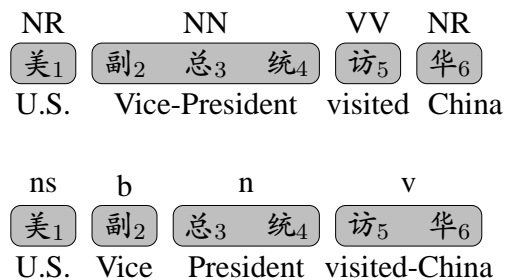 NR NN VV NR
美1 副2 总3 统4 访5 华6
U.S. Vice-President visited China
ns b n v
美1 副2 总3 统4 访5 华6
U.S. Vice President visited-China